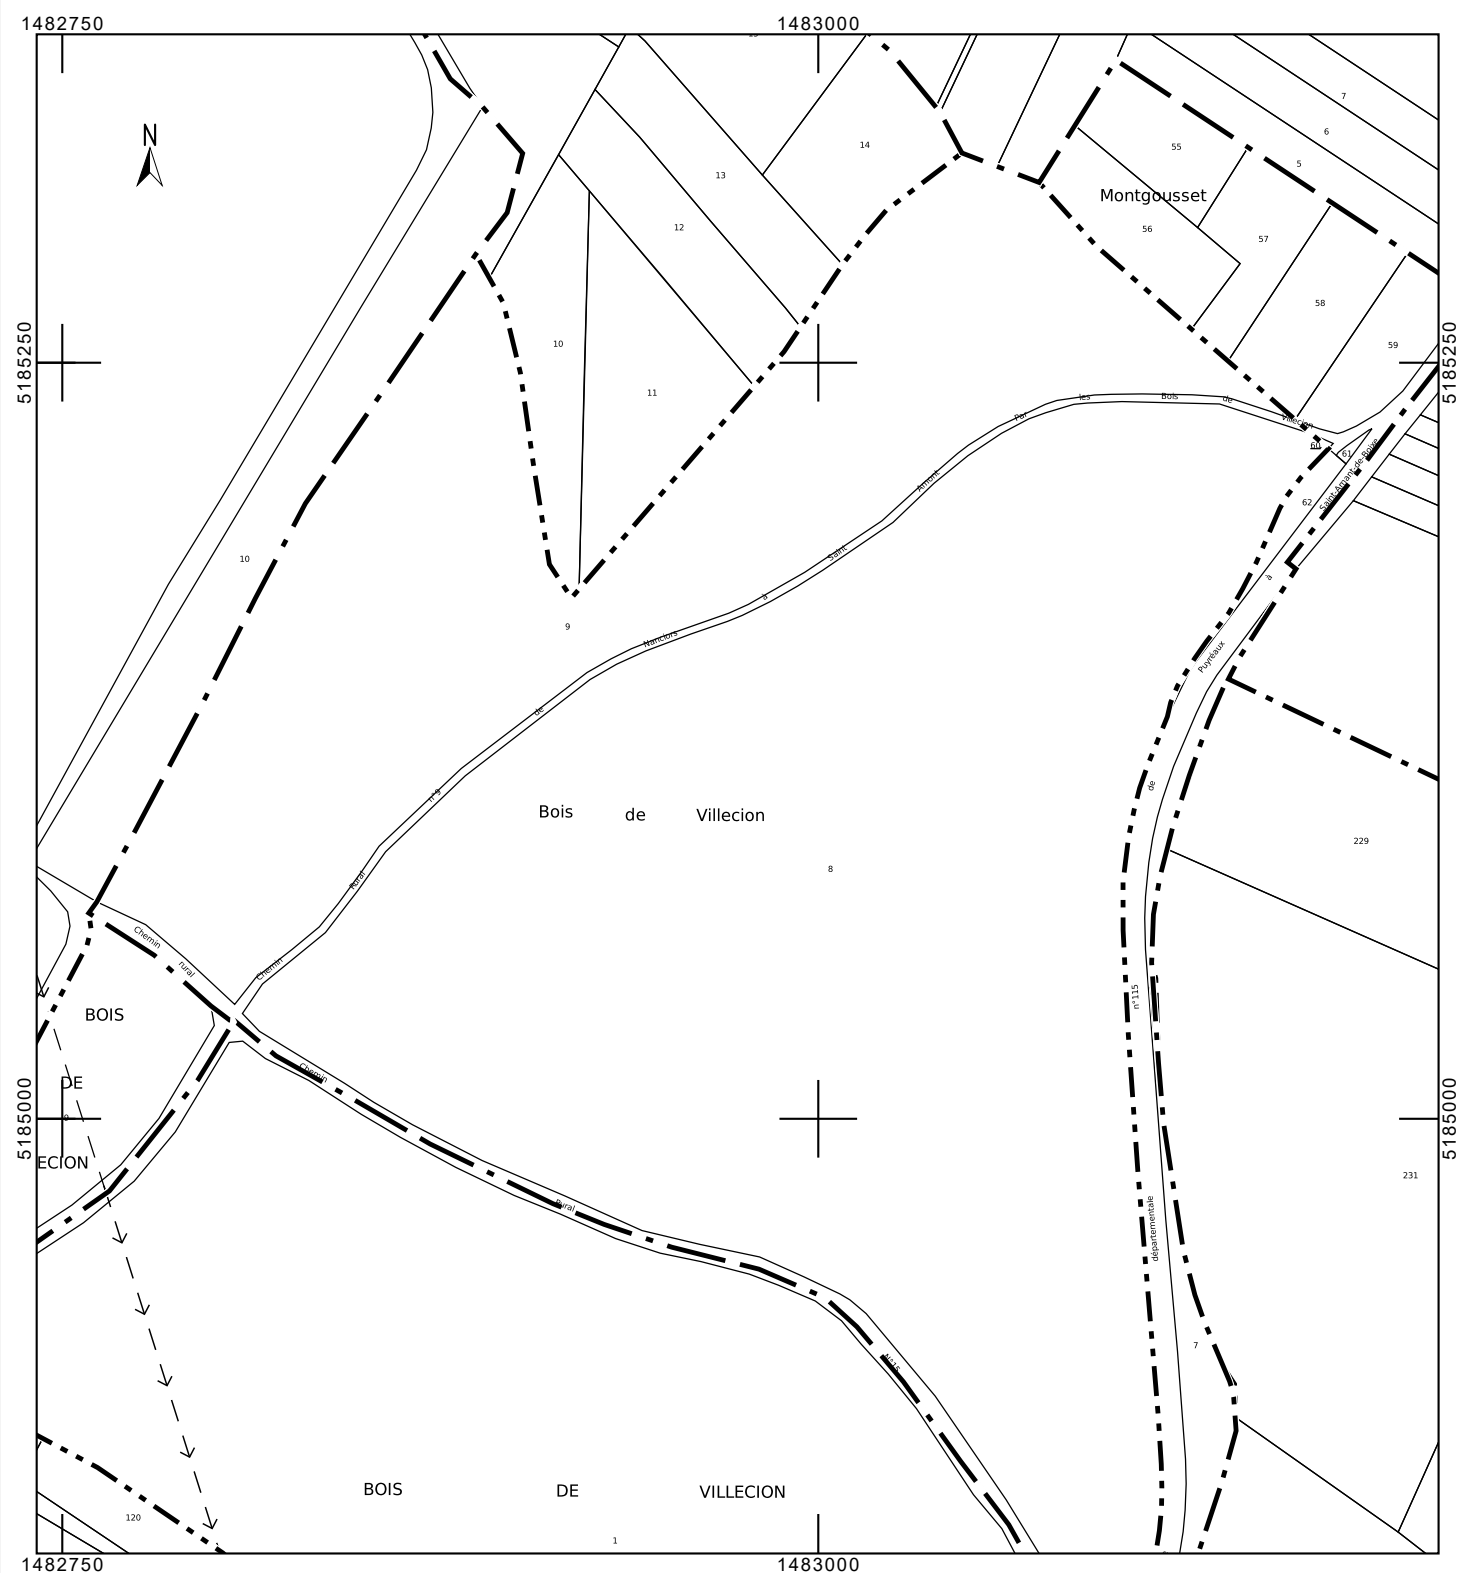 1482750 1483000
N
7
6
5
55
14
13
Montgousset
56
57
12
58
59
10
11
5185250 5185250
Chemin Rural n°9 de Nanclars à Saint Amont Par les Bois de Villecion
60
61
62
10
9
Bois de Villecion
8
229
départementale n°115 de Puyréaux à Saint-Amant-de-Boixe
Chemin rural
BOIS
DE
9
ECION
5185000 5185000
Chemin Rural N°15
231
7
BOIS DE VILLECION
120
1
1482750 1483000